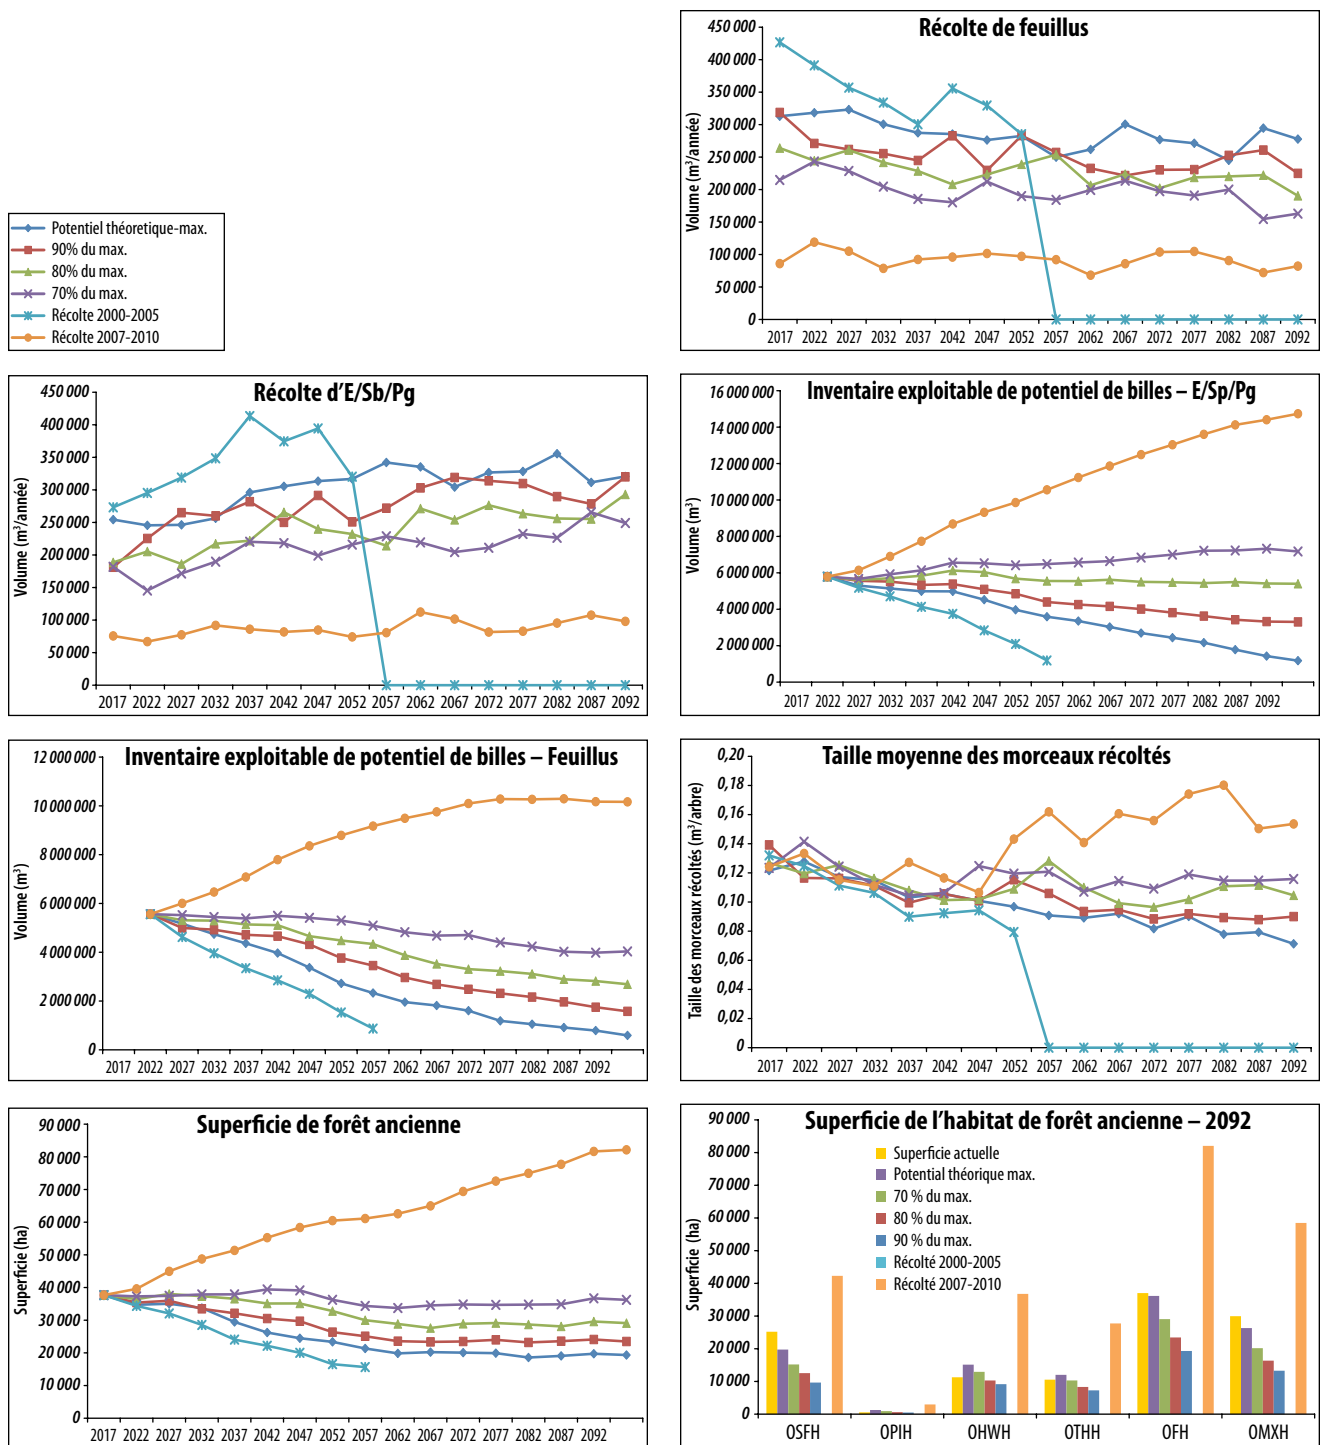 Potentiel théoretique-max.
90% du max.
80% du max.
70% du max.
Récolte 2000-2005
Récolte 2007-2010
Récolte de feuillus
Volume (m³/année)
450 000
400 000
350 000
300 000
250 000
200 000
150 000
100 000
50 000
0
2017 2022 2027 2032 2037 2042 2047 2052 2057 2062 2067 2072 2077 2082 2087 2092
Récolte d'E/Sb/Pg
Volume (m³/année)
450 000
400 000
350 000
300 000
250 000
200 000
150 000
100 000
50 000
0
2017 2022 2027 2032 2037 2042 2047 2052 2057 2062 2067 2072 2077 2082 2087 2092
Inventaire exploitable de potentiel de billes – E/Sp/Pg
Volume (m³)
16 000 000
14 000 000
12 000 000
10 000 000
8 000 000
6 000 000
4 000 000
2 000 000
0
2017 2022 2027 2032 2037 2042 2047 2052 2057 2062 2067 2072 2077 2082 2087 2092
Inventaire exploitable de potentiel de billes – Feuillus
Volume (m³)
12 000 000
10 000 000
8 000 000
6 000 000
4 000 000
2 000 000
0
2017 2022 2027 2032 2037 2042 2047 2052 2057 2062 2067 2072 2077 2082 2087 2092
Taille moyenne des morceaux récoltés
Taille des morceaux récoltés (m³/arbre)
0,20
0,18
0,16
0,14
0,12
0,10
0,08
0,06
0,04
0,02
0
2017 2022 2027 2032 2037 2042 2047 2052 2057 2062 2067 2072 2077 2082 2087 2092
Superficie de forêt ancienne
Superficie (ha)
90 000
80 000
70 000
60 000
50 000
40 000
30 000
20 000
10 000
0
2017 2022 2027 2032 2037 2042 2047 2052 2057 2062 2067 2072 2077 2082 2087 2092
Superficie de l'habitat de forêt ancienne – 2092
Superficie actuelle
Potential théorique max.
70 % du max.
80 % du max.
90 % du max.
Récolté 2000-2005
Récolté 2007-2010
Superficie (ha)
90 000
80 000
70 000
60 000
50 000
40 000
30 000
20 000
10 000
0
OSFH OPIH OHWH OTHH OFH OMXH